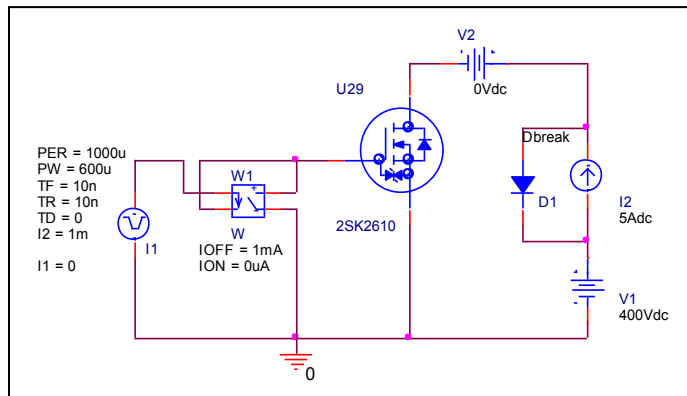 V2
0Vdc
U29
Dbreak
PER = 1000u
PW = 600u
TF = 10n
TR = 10n
TD = 0
I2 = 1m
I1 = 0
I1
W1
W
IOFF = 1mA
ION = 0uA
2SK2610
D1
I2
5Adc
V1
400Vdc
0